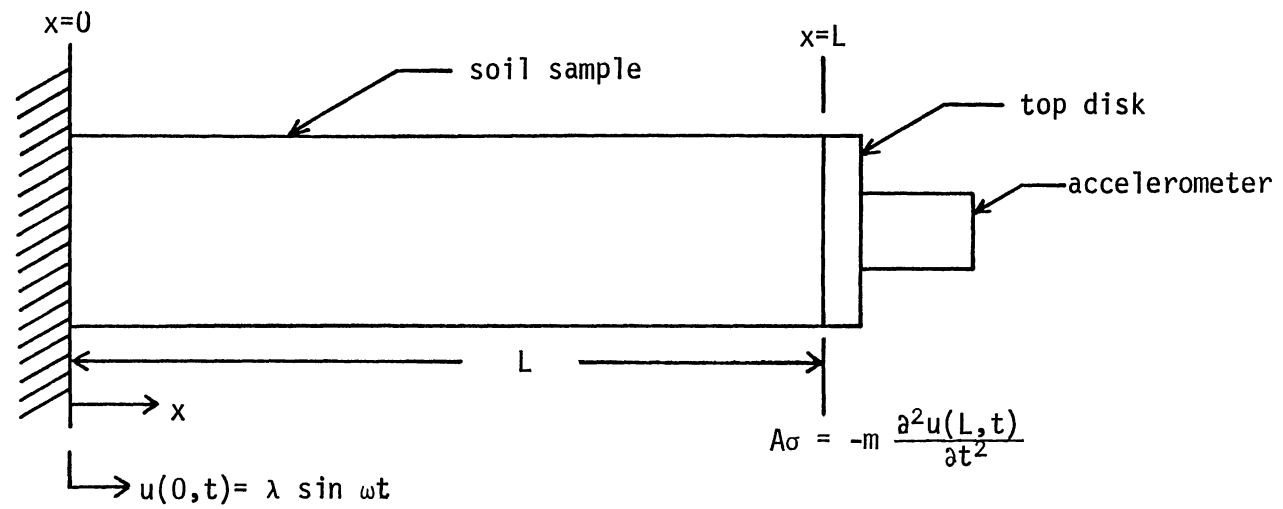 x=0
x=L
soil sample
top disk
accelerometer
L
x
Aσ = -m ∂²u(L,t)/∂t²
u(0,t)= λ sin ωt